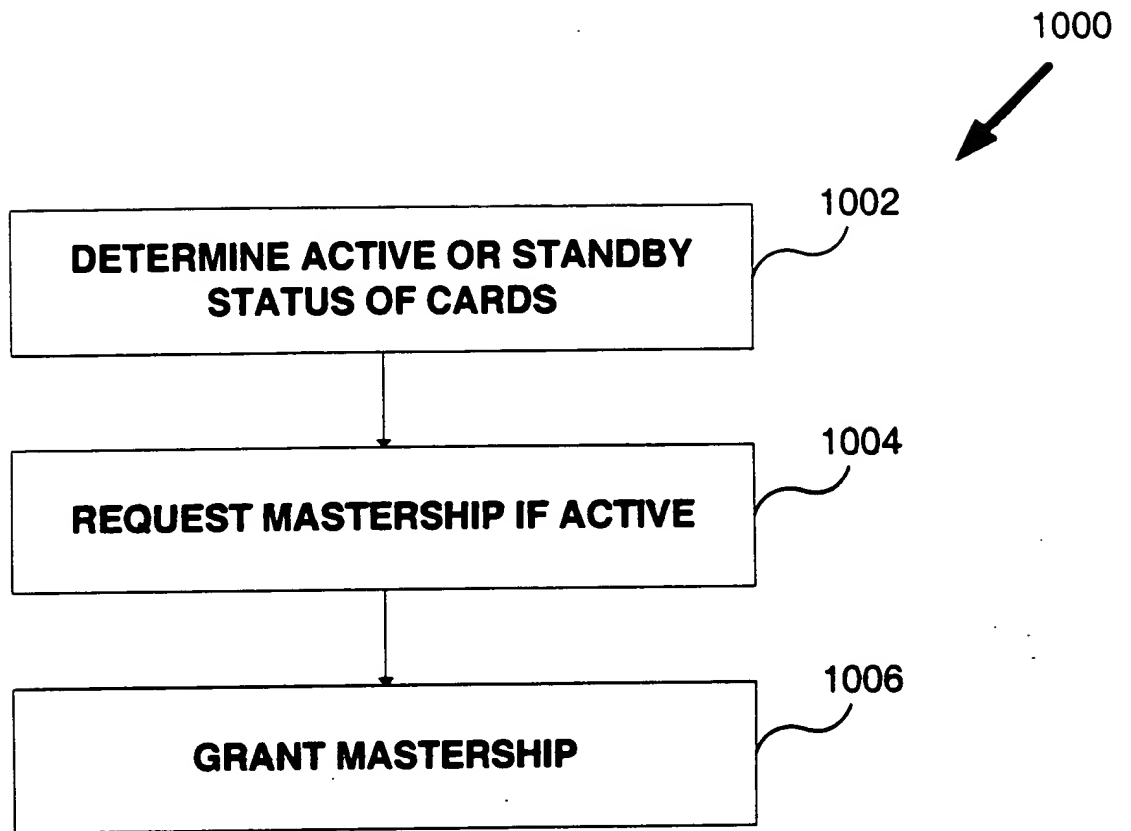 1000
1002
DETERMINE ACTIVE OR STANDBY
STATUS OF CARDS
1004
REQUEST MASTERSHIP IF ACTIVE
1006
GRANT MASTERSHIP